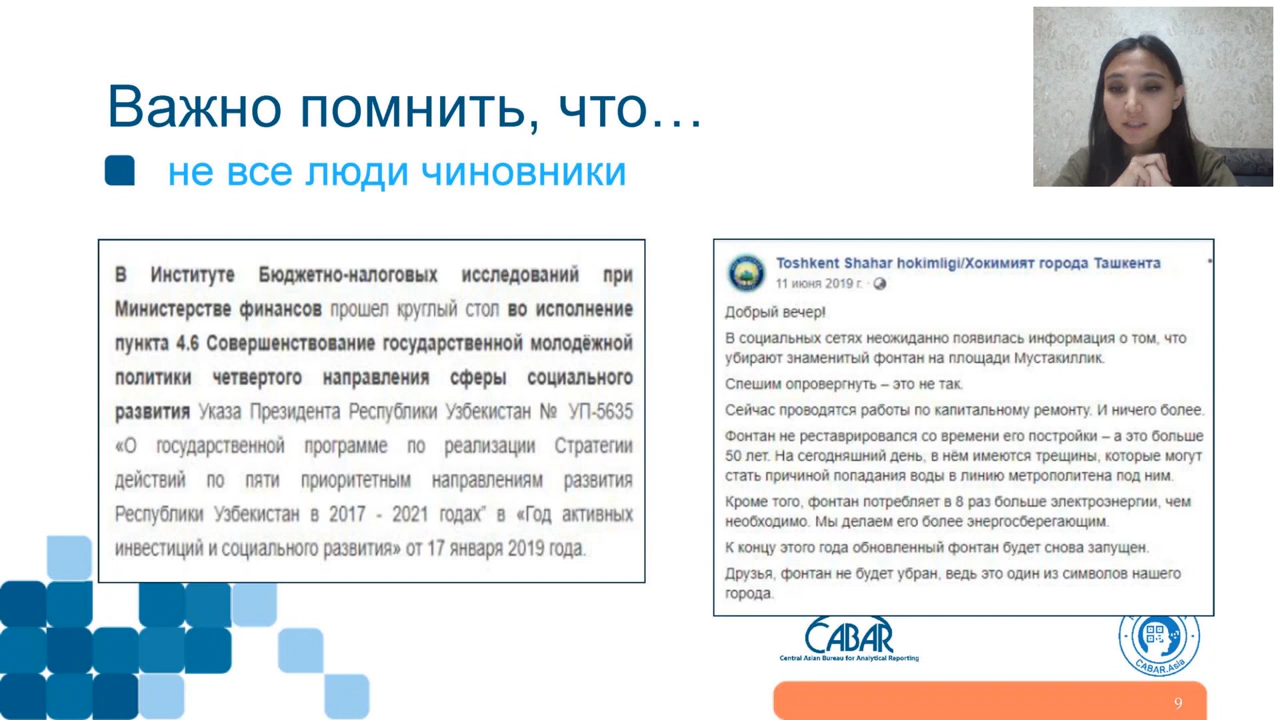 Важно помнить, что…
не все люди чиновники
В Институте Бюджетно-налоговых исследований при
Министерстве финансов прошел круглый стол во исполнение
пункта 4.6 Совершенствование государственной молодёжной
политики четвертого направления сферы социального
развития Указа Президента Республики Узбекистан № УП-5635
«О государственной программе по реализации Стратегии
действий по пяти приоритетным направлениям развития
Республики Узбекистан в 2017 - 2021 годах" в «Год активных
инвестиций и социального развития» от 17 января 2019 года.
Toshkent Shahar hokimligi/Хокимият города Ташкента
11 июня 2019 г. ·
Добрый вечер!
В социальных сетях неожиданно появилась информация о том, что
убирают знаменитый фонтан на площади Мустакиллик.
Спешим опровергнуть – это не так.
Сейчас проводятся работы по капитальному ремонту. И ничего более.
Фонтан не реставрировался со времени его постройки – а это больше
50 лет. На сегодняшний день, в нём имеются трещины, которые могут
стать причиной попадания воды в линию метрополитена под ним.
Кроме того, фонтан потребляет в 8 раз больше электроэнергии, чем
необходимо. Мы делаем его более энергосберегающим.
К концу этого года обновленный фонтан будет снова запущен.
Друзья, фонтан не будет убран, ведь это один из символов нашего
города.
CABAR
Central Asian Bureau for Analytical Reporting
CABAR.Asia
9